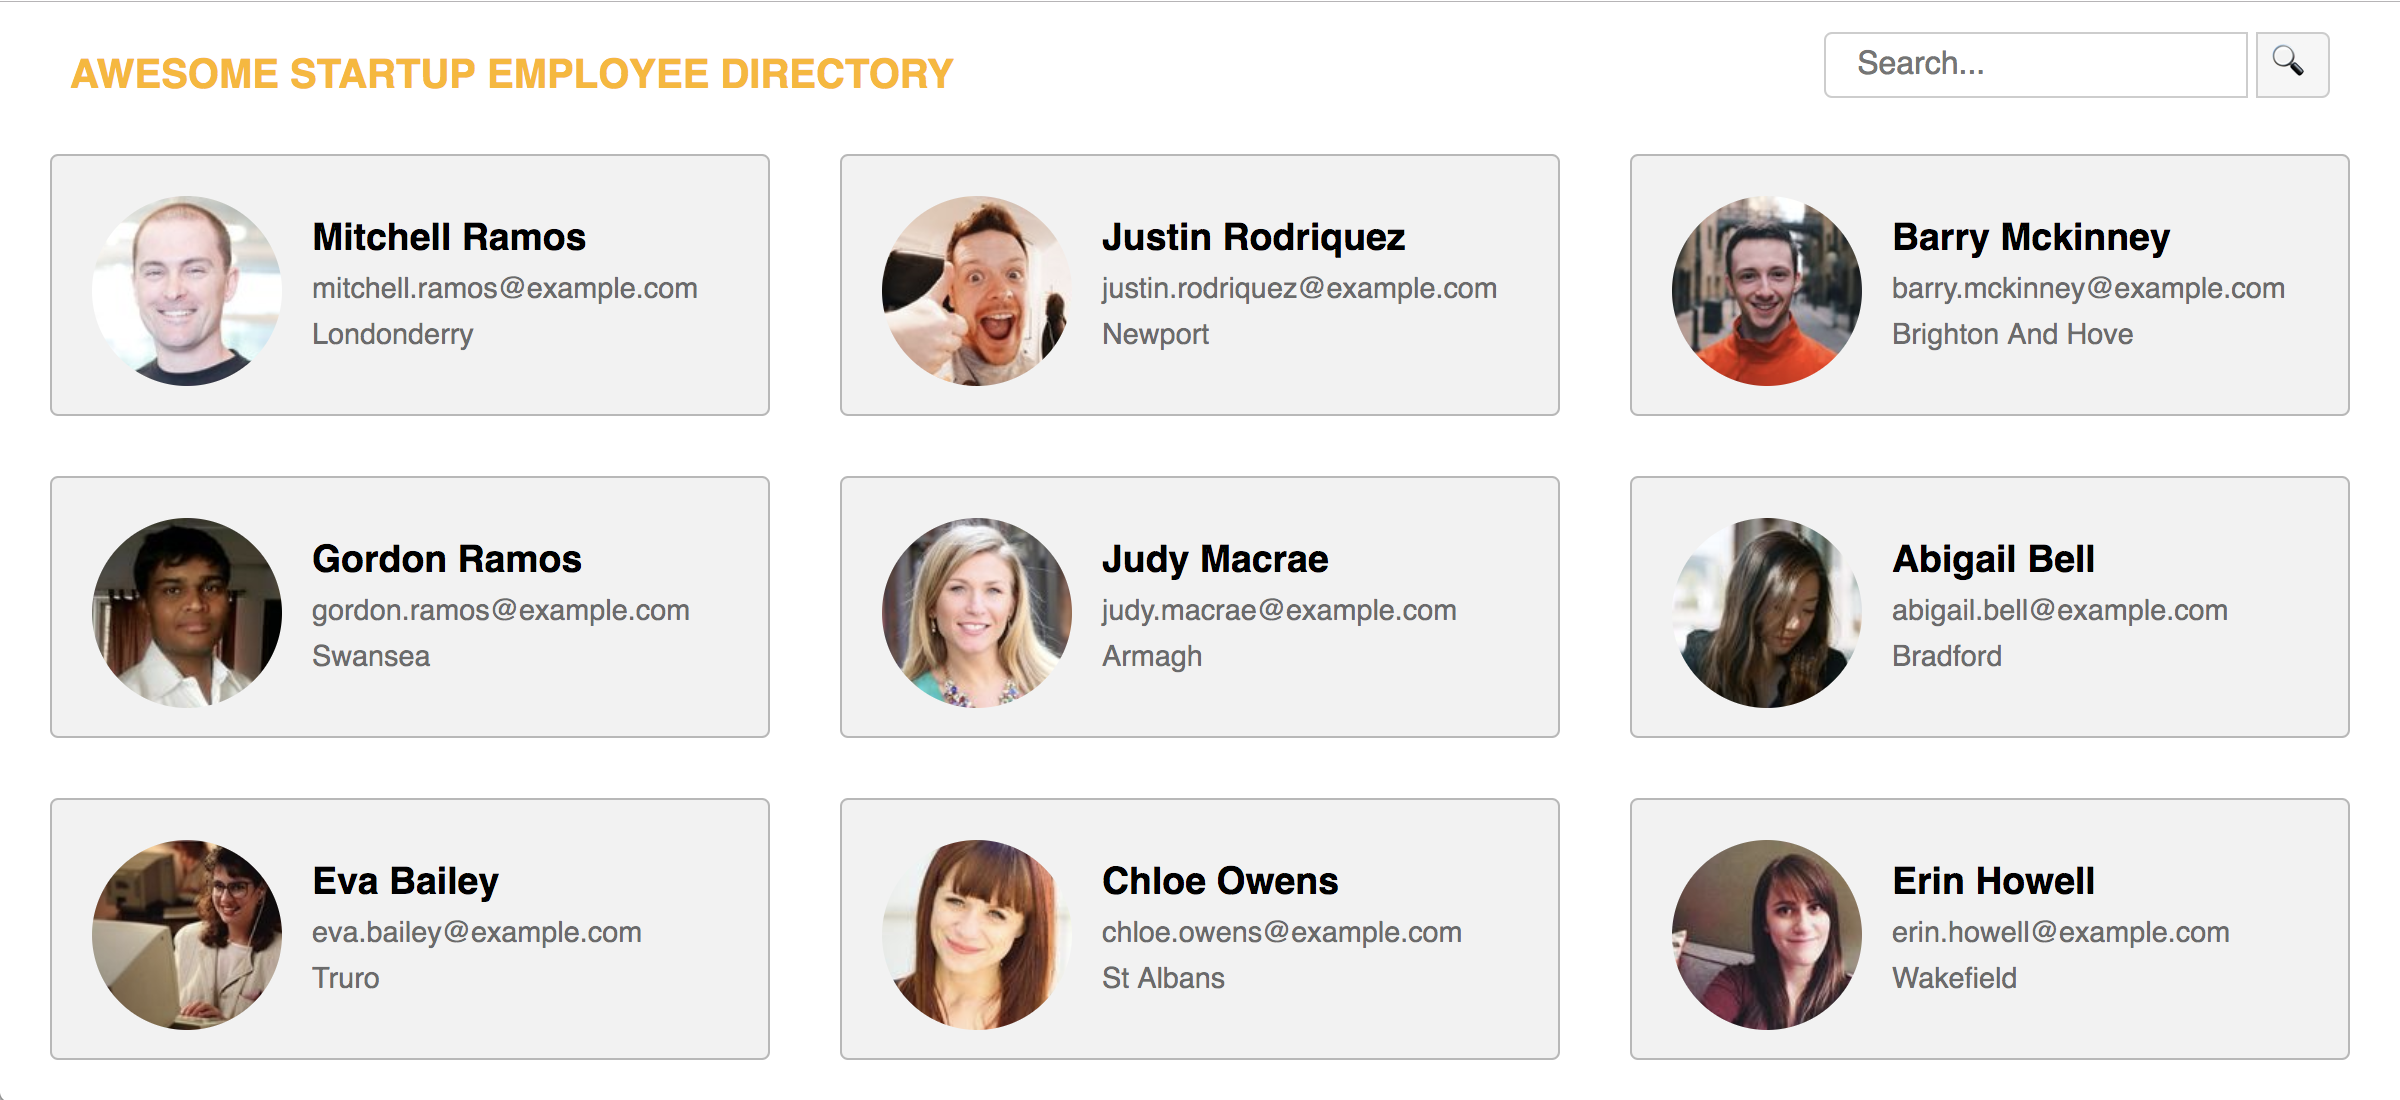 AWESOME STARTUP EMPLOYEE DIRECTORY
Search...
Mitchell Ramos
mitchell.ramos@example.com
Londonderry
Justin Rodriquez
justin.rodriquez@example.com
Newport
Barry Mckinney
barry.mckinney@example.com
Brighton And Hove
Gordon Ramos
gordon.ramos@example.com
Swansea
Judy Macrae
judy.macrae@example.com
Armagh
Abigail Bell
abigail.bell@example.com
Bradford
Eva Bailey
eva.bailey@example.com
Truro
Chloe Owens
chloe.owens@example.com
St Albans
Erin Howell
erin.howell@example.com
Wakefield